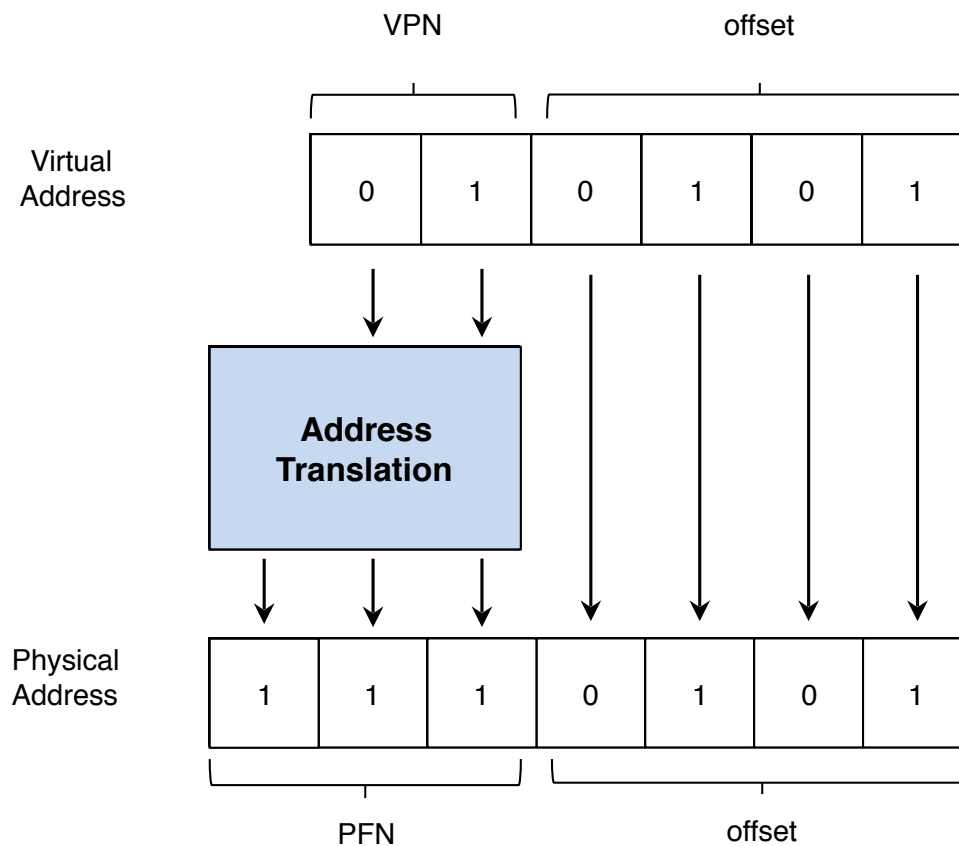 VPN offset
Virtual
Address
0 1 0 1 0 1
Address
Translation
Physical
Address
1 1 1 0 1 0 1
PFN offset